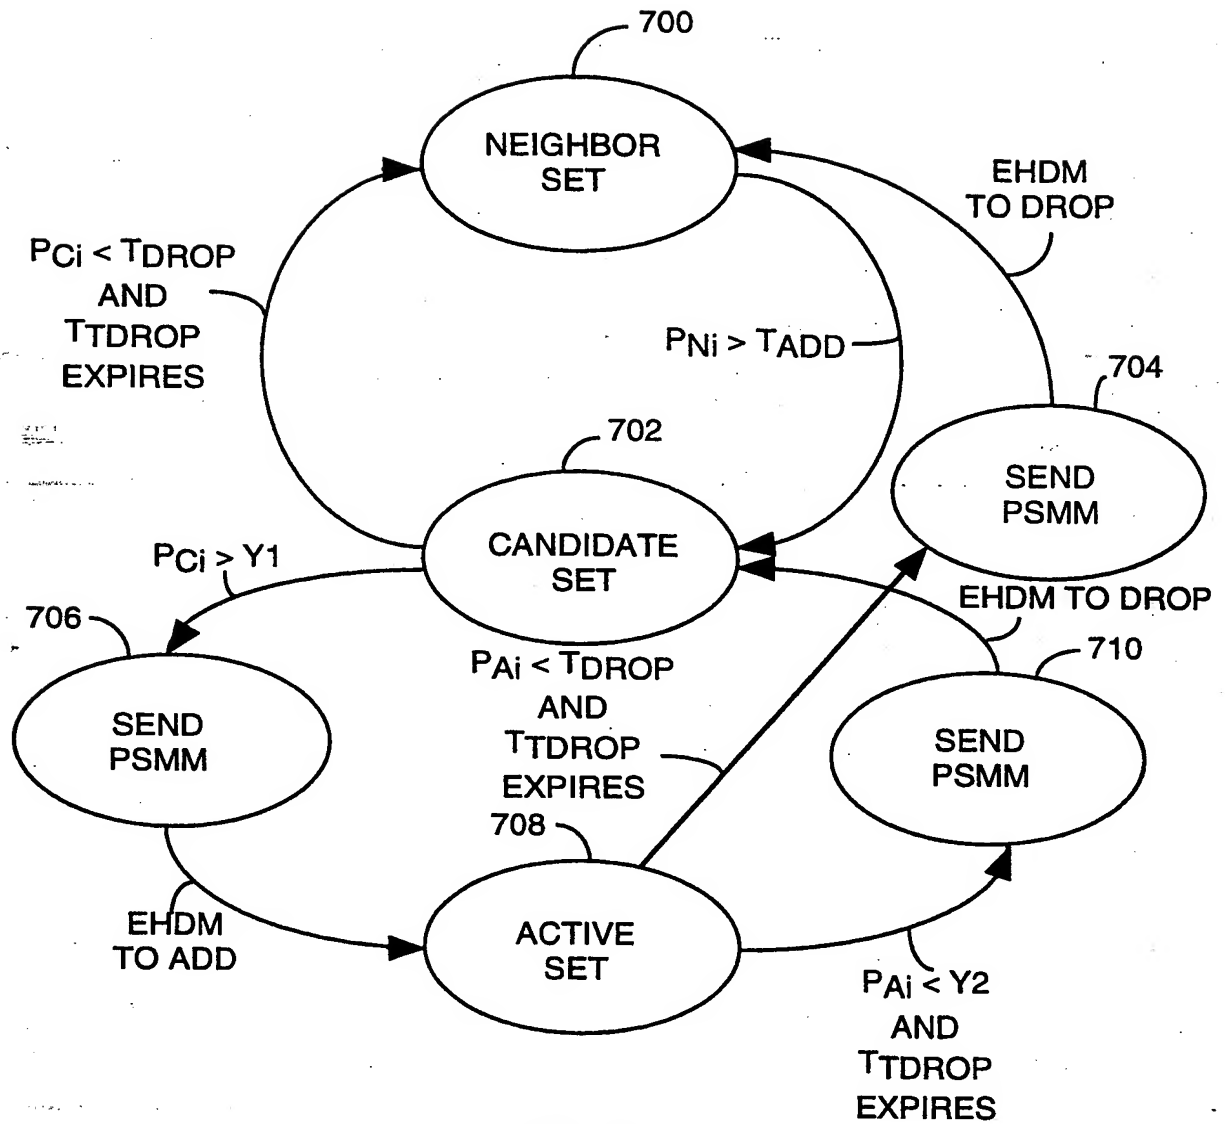 700
NEIGHBOR
SET
EHDM
TO DROP
PCi < TDROP
AND
TTDROP
EXPIRES
PNi > TADD
704
SEND
PSMM
702
CANDIDATE
SET
PCi > Y1
EHDM TO DROP
706
SEND
PSMM
PAi < TDROP
AND
TTDROP
EXPIRES
710
SEND
PSMM
708
ACTIVE
SET
EHDM
TO ADD
PAi < Y2
AND
TTDROP
EXPIRES